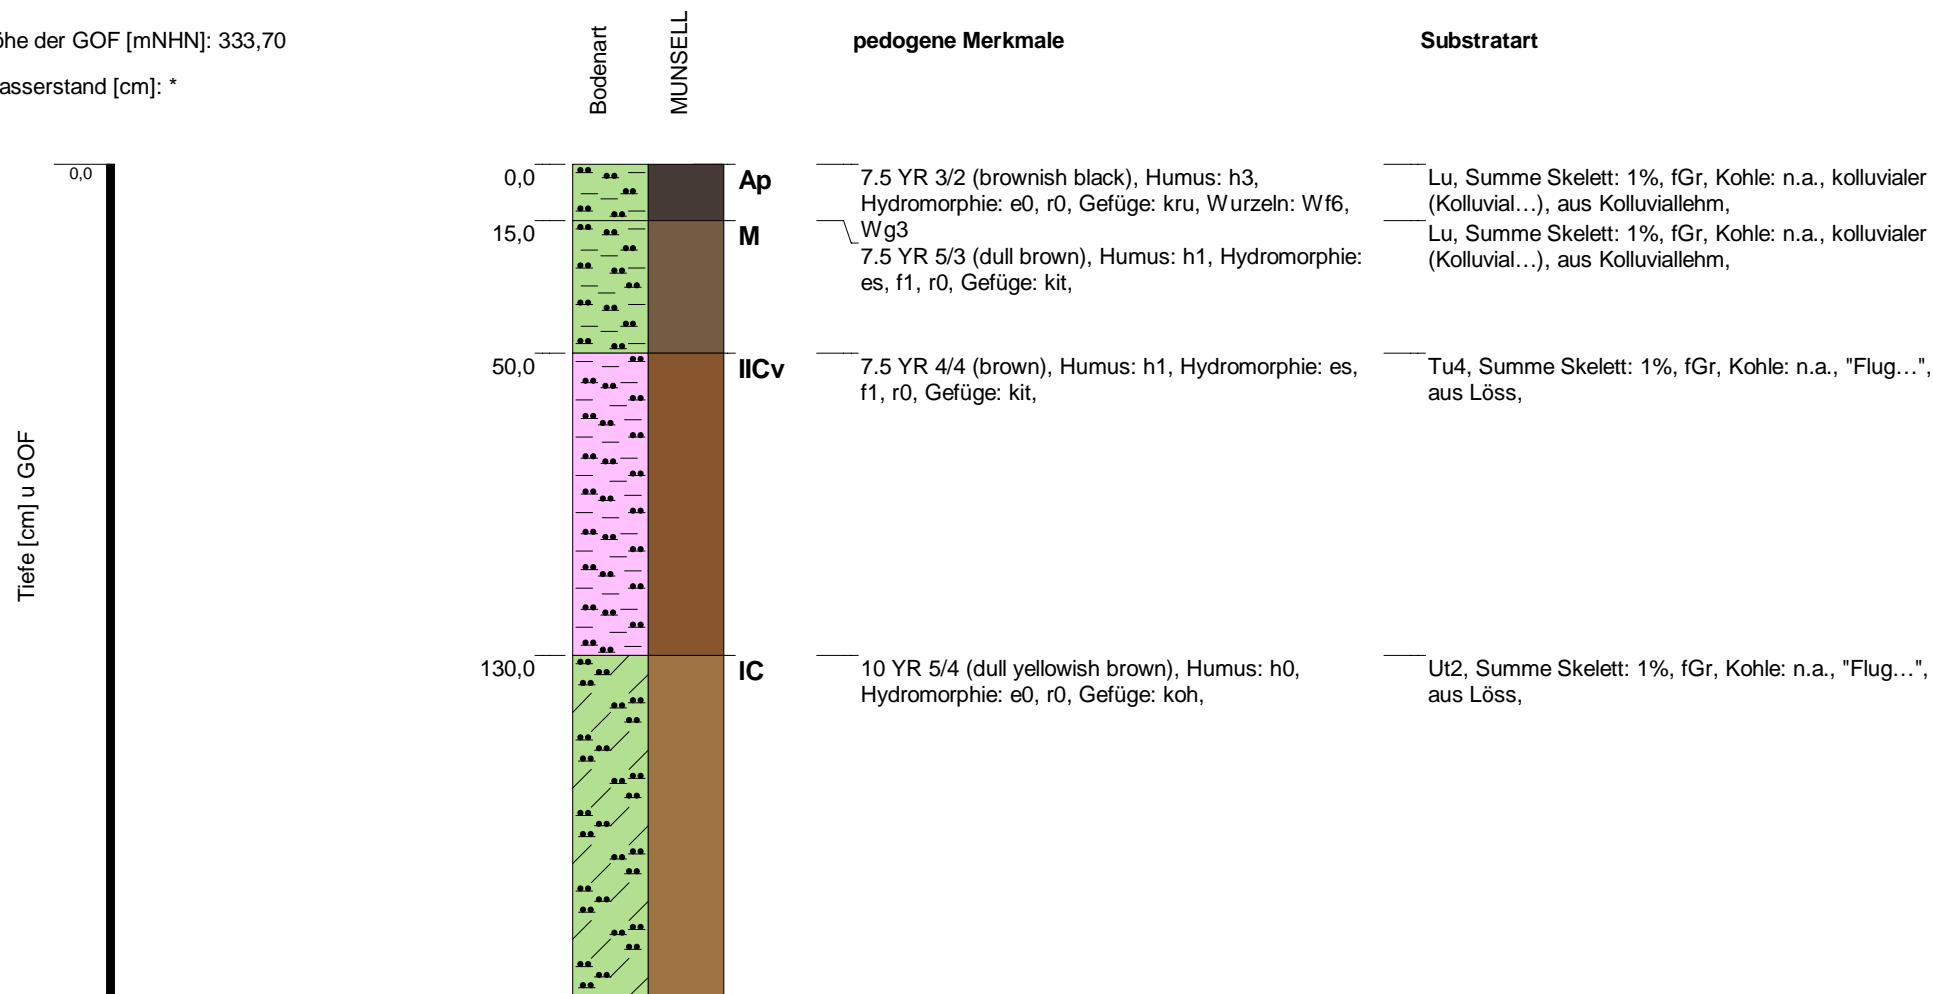 öhe der GOF [mNHN]: 333,70
asserstand [cm]: *
Bodenart
MUNSELL
pedogene Merkmale
Substratart
Tiefe [cm] u GOF
0,0
0,0
Ap
7.5 YR 3/2 (brownish black), Humus: h3,
Hydromorphie: e0, r0, Gefüge: kru, Wurzeln: Wf6,
Wg3
Lu, Summe Skelett: 1%, fGr, Kohle: n.a., kolluvialer
(Kolluvial…), aus Kolluviallehm,
15,0
M
7.5 YR 5/3 (dull brown), Humus: h1, Hydromorphie:
es, f1, r0, Gefüge: kit,
Lu, Summe Skelett: 1%, fGr, Kohle: n.a., kolluvialer
(Kolluvial…), aus Kolluviallehm,
50,0
IICv
7.5 YR 4/4 (brown), Humus: h1, Hydromorphie: es,
f1, r0, Gefüge: kit,
Tu4, Summe Skelett: 1%, fGr, Kohle: n.a., "Flug…",
aus Löss,
130,0
IC
10 YR 5/4 (dull yellowish brown), Humus: h0,
Hydromorphie: e0, r0, Gefüge: koh,
Ut2, Summe Skelett: 1%, fGr, Kohle: n.a., "Flug…",
aus Löss,